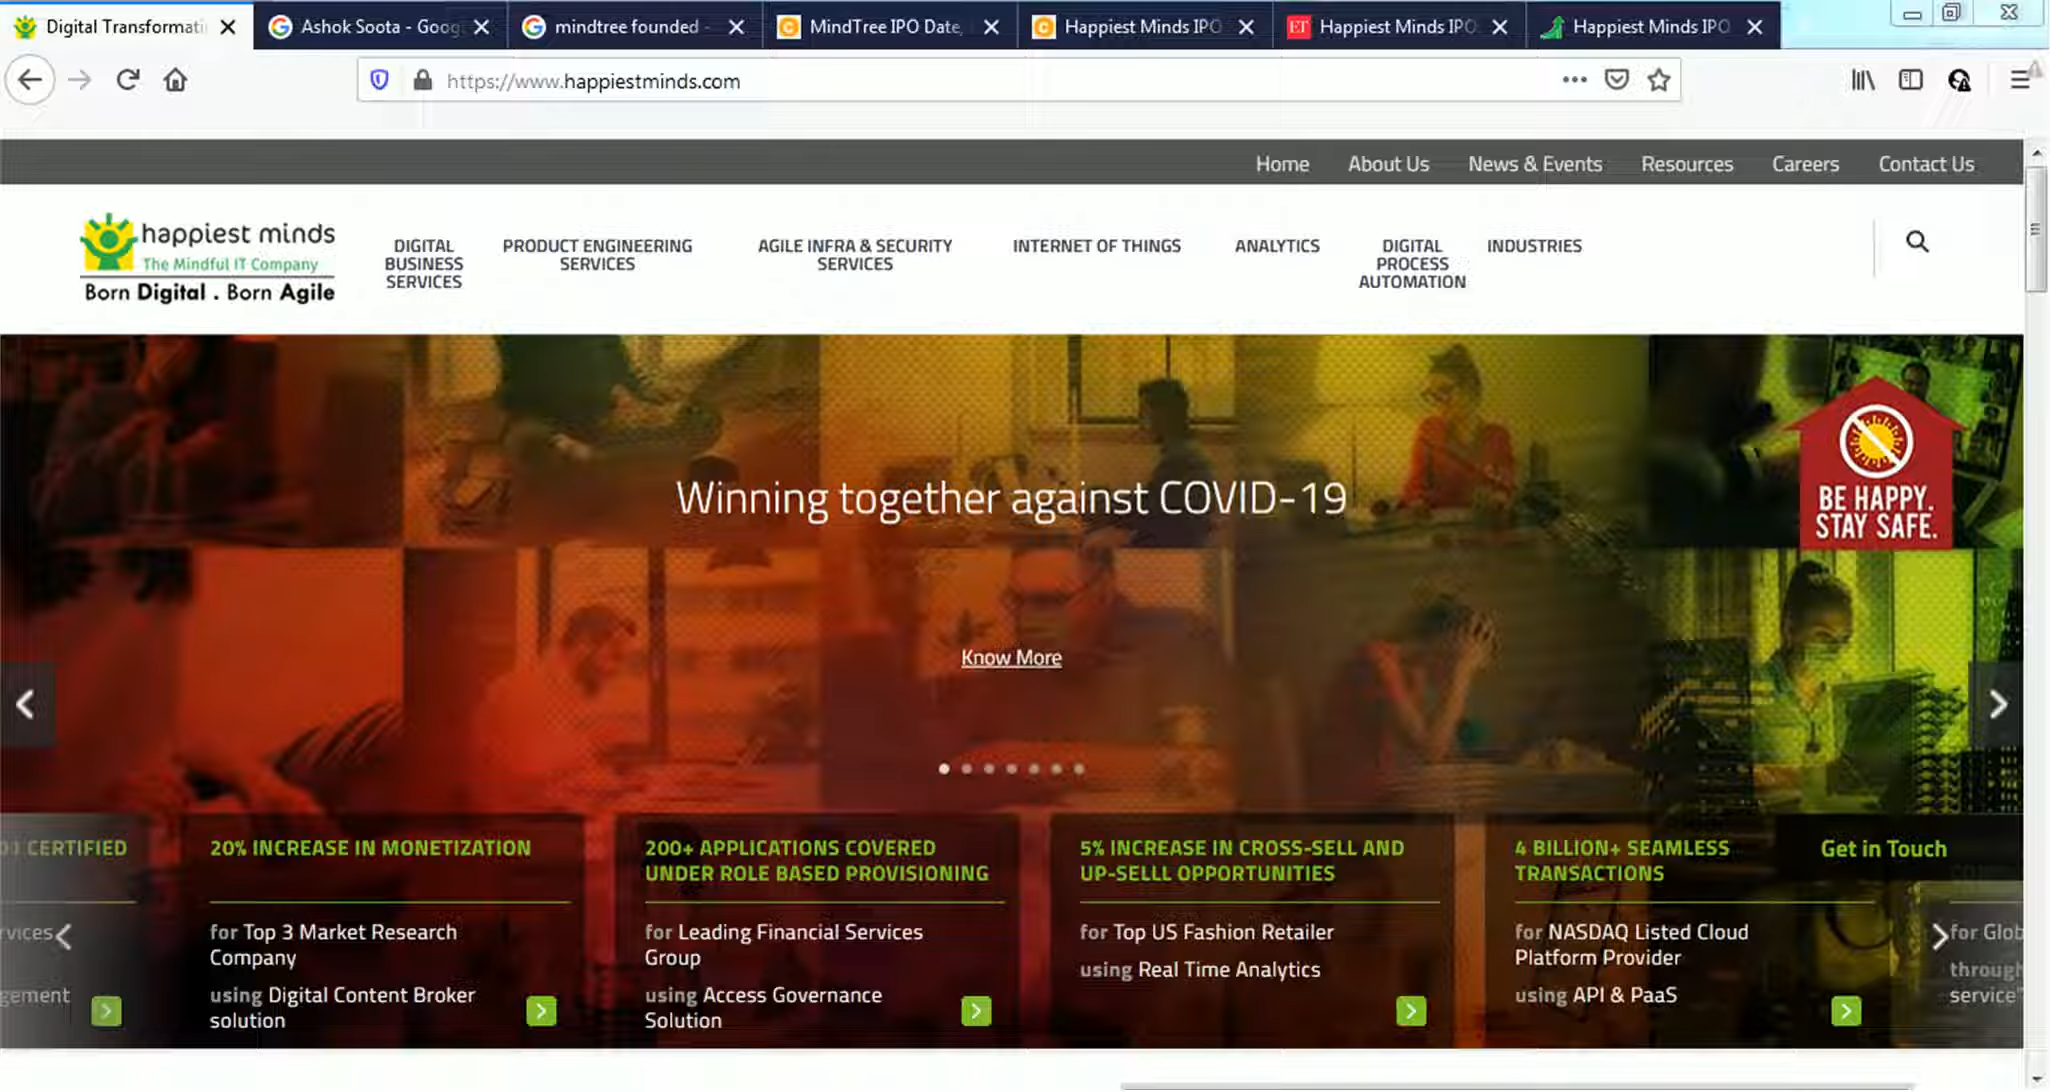 Digital Transformati
Ashok Soota - Goog
mindtree founded -
MindTree IPO Date,
Happiest Minds IPO
ET
Happiest Minds IPO
Happiest Minds IPO
https://www.happiestminds.com
Home
About Us
News & Events
Resources
Careers
Contact Us
happiest minds
The Mindful IT Company
Born Digital . Born Agile
DIGITAL
BUSINESS
SERVICES
PRODUCT ENGINEERING
SERVICES
AGILE INFRA & SECURITY
SERVICES
INTERNET OF THINGS
ANALYTICS
DIGITAL
PROCESS
AUTOMATION
INDUSTRIES
Winning together against COVID-19
BE HAPPY.
STAY SAFE.
Know More
CERTIFIED
rvices
gement
20% INCREASE IN MONETIZATION
for Top 3 Market Research
Company
using Digital Content Broker
solution
200+ APPLICATIONS COVERED
UNDER ROLE BASED PROVISIONING
for Leading Financial Services
Group
using Access Governance
Solution
5% INCREASE IN CROSS-SELL AND
UP-SELLL OPPORTUNITIES
for Top US Fashion Retailer
using Real Time Analytics
4 BILLION+ SEAMLESS
TRANSACTIONS
for NASDAQ Listed Cloud
Platform Provider
using API & PaaS
Get in Touch
for Glob
through
service"